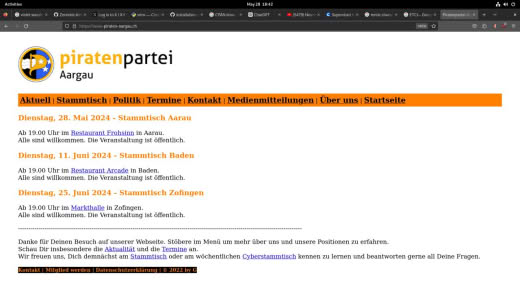 Activities
May 28 18:43
https://www.piraten-aargau.ch
piratenpartei
Aargau
Aktuell | Stammtisch | Politik | Termine | Kontakt | Medienmitteilungen | Über uns | Startseite
Dienstag, 28. Mai 2024 - Stammtisch Aarau
Ab 19.00 Uhr im Restaurant Frohsinn in Aarau.
Alle sind willkommen. Die Veranstaltung ist öffentlich.
Dienstag, 11. Juni 2024 - Stammtisch Baden
Ab 19.00 Uhr im Restaurant Arcade in Baden.
Alle sind willkommen. Die Veranstaltung ist öffentlich.
Dienstag, 25. Juni 2024 - Stammtisch Zofingen
Ab 19.00 Uhr im Markthalle in Zofingen.
Alle sind willkommen. Die Veranstaltung ist öffentlich.
Danke für Deinen Besuch auf unserer Webseite. Stöbere im Menü um mehr über uns und unsere Positionen zu erfahren.
Schau Dir insbesondere die Aktualität und die Termine an.
Wir freuen uns, Dich demnächst am Stammtisch oder am wöchentlichen Cyberstammtisch kennen zu lernen und beantworten gerne all Deine Fragen.
Kontakt | Mitglied werden | Datenschutzerklärung | © 2022 by G